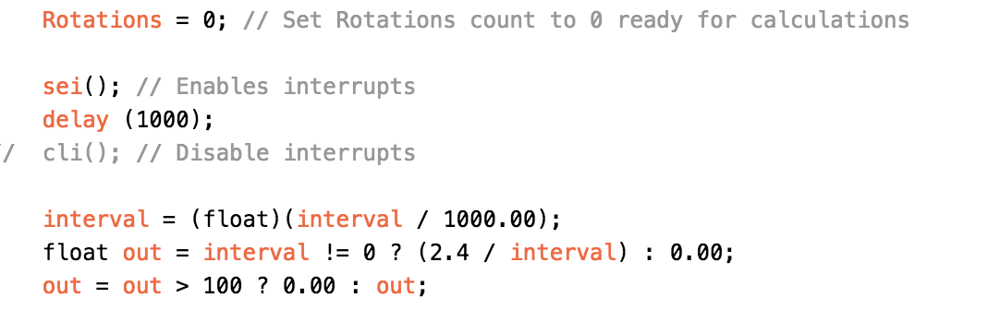 Rotations = 0; // Set Rotations count to 0 ready for calculations
sei(); // Enables interrupts
delay (1000);
// cli(); // Disable interrupts
interval = (float)(interval / 1000.00);
float out = interval != 0 ? (2.4 / interval) : 0.00;
out = out > 100 ? 0.00 : out;